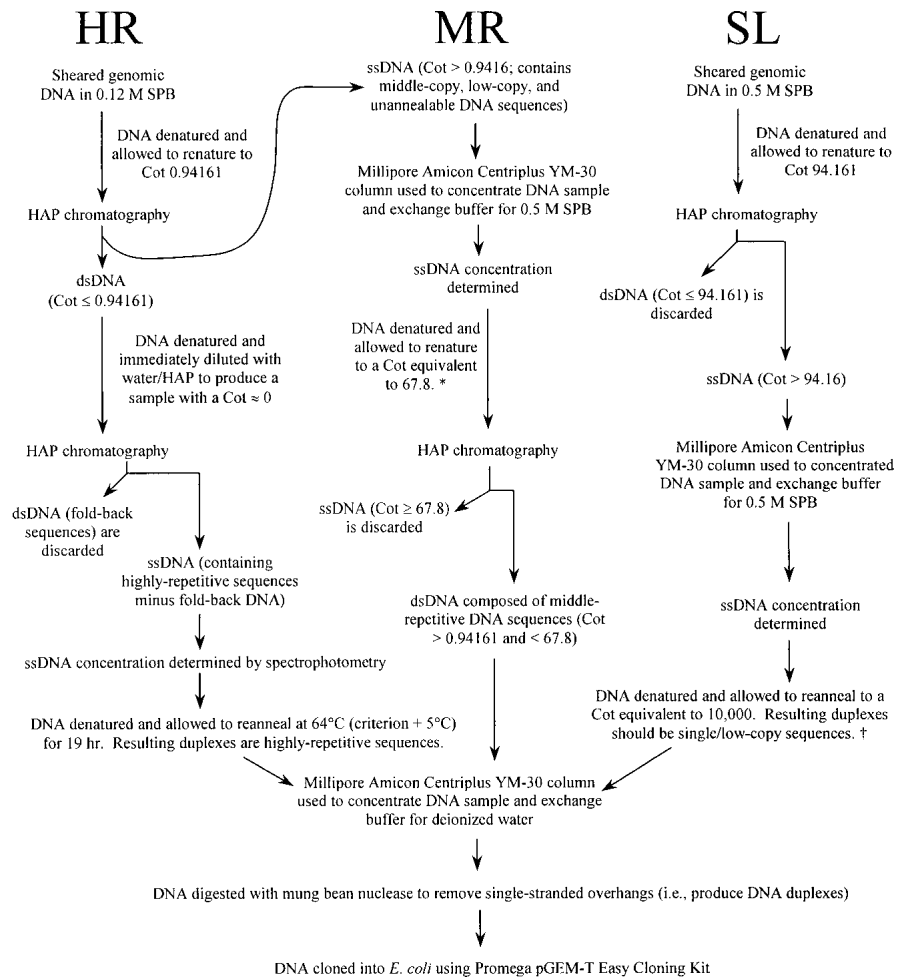 HR
Sheared genomic
DNA in 0.12 M SPB
DNA denatured and
allowed to renature to
Cot 0.94161
HAP chromatography
dsDNA
(Cot ≤ 0.94161)
DNA denatured and
immediately diluted with
water/HAP to produce a
sample with a Cot ≈ 0
HAP chromatography
dsDNA (fold-back
sequences) are
discarded
ssDNA (containing
highly-repetitive sequences
minus fold-back DNA)
ssDNA concentration determined by spectrophotometry
DNA denatured and allowed to reanneal at 64°C (criterion + 5°C)
for 19 hr. Resulting duplexes are highly-repetitive sequences.
MR
ssDNA (Cot > 0.9416; contains
middle-copy, low-copy, and
unannealable DNA sequences)
Millipore Amicon Centriplus YM-30
column used to concentrate DNA sample
and exchange buffer for 0.5 M SPB
ssDNA concentration
determined
DNA denatured and
allowed to renature
to a Cot equivalent
to 67.8. *
HAP chromatography
ssDNA (Cot ≥ 67.8)
is discarded
dsDNA composed of middle-
repetitive DNA sequences (Cot
> 0.94161 and < 67.8)
SL
Sheared genomic
DNA in 0.5 M SPB
DNA denatured and
allowed to renature to
Cot 94.161
HAP chromatography
dsDNA (Cot ≤ 94.161) is
discarded
ssDNA (Cot > 94.16)
Millipore Amicon Centriplus
YM-30 column used to concentrated
DNA sample and exchange buffer
for 0.5 M SPB
ssDNA concentration
determined
DNA denatured and allowed to reanneal to a
Cot equivalent to 10,000. Resulting duplexes
should be single/low-copy sequences. †
Millipore Amicon Centriplus YM-30 column
used to concentrate DNA sample and exchange
buffer for deionized water
DNA digested with mung bean nuclease to remove single-stranded overhangs (i.e., produce DNA duplexes)
DNA cloned into E. coli using Promega pGEM-T Easy Cloning Kit